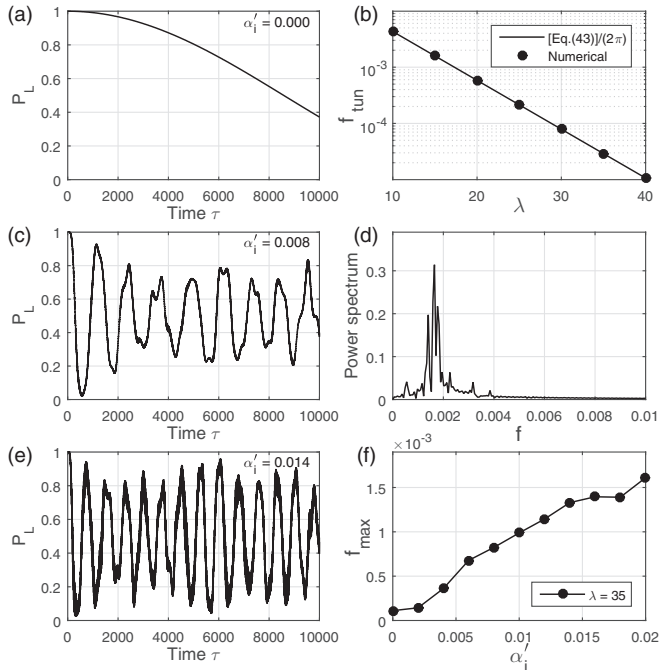 (a)
α'i = 0.000
P_L
1
0.8
0.6
0.4
0.2
0
0 2000 4000 6000 8000 10000
Time τ
(b)
[Eq.(43)]/(2π)
Numerical
f_tun
10^-3
10^-4
10 15 20 25 30 35 40
λ
(c)
α'i = 0.008
P_L
1
0.8
0.6
0.4
0.2
0
0 2000 4000 6000 8000 10000
Time τ
(d)
Power spectrum
0.3
0.2
0.1
0
0 0.002 0.004 0.006 0.008 0.01
f
(e)
α'i = 0.014
P_L
1
0.8
0.6
0.4
0.2
0
0 2000 4000 6000 8000 10000
Time τ
(f)
×10^-3
f_max
1.5
1
0.5
0
λ = 35
0 0.005 0.01 0.015 0.02
α'i